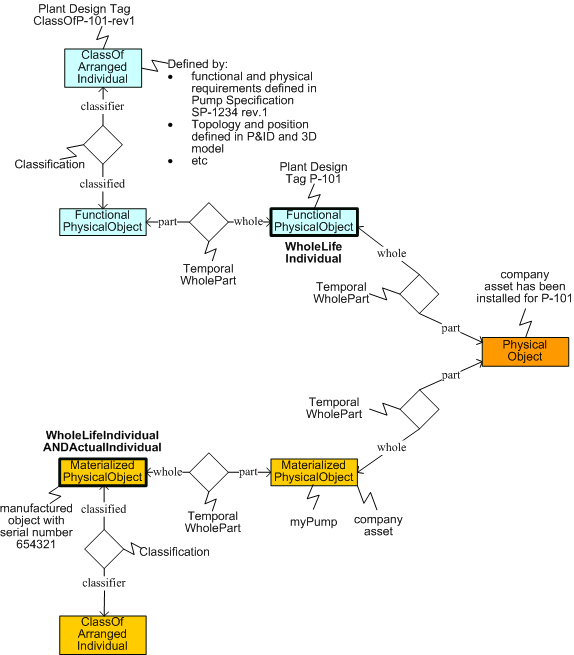 Plant Design Tag
ClassOfP-101-rev1
ClassOf
Arranged
Individual
Defined by:
• functional and physical
requirements defined in
Pump Specification
SP-1234 rev.1
• Topology and position
defined in P&ID and 3D
model
• etc
classifier
Classification
classified
Plant Design
Tag P-101
Functional
PhysicalObject
part
whole
Functional
PhysicalObject
WholeLife
Individual
Temporal
WholePart
whole
Temporal
WholePart
part
company
asset has been
installed for P-101
Physical
Object
part
Temporal
WholePart
whole
WholeLifeIndividual
ANDActualIndividual
Materialized
PhysicalObject
whole
part
Materialized
PhysicalObject
manufactured
object with
serial number
654321
classified
Temporal
WholePart
myPump
company
asset
Classification
classifier
ClassOf
Arranged
Individual